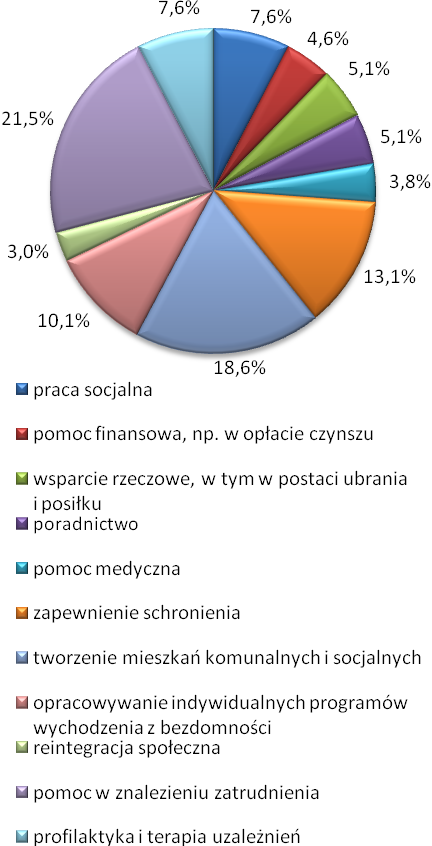 7,6%
7,6%
4,6%
5,1%
5,1%
3,8%
13,1%
18,6%
10,1%
3,0%
21,5%
praca socjalna
pomoc finansowa, np. w opłacie czynszu
wsparcie rzeczowe, w tym w postaci ubrania
i posiłku
poradnictwo
pomoc medyczna
zapewnienie schronienia
tworzenie mieszkań komunalnych i socjalnych
opracowywanie indywidualnych programów
wychodzenia z bezdomności
reintegracja społeczna
pomoc w znalezieniu zatrudnienia
profilaktyka i terapia uzależnień